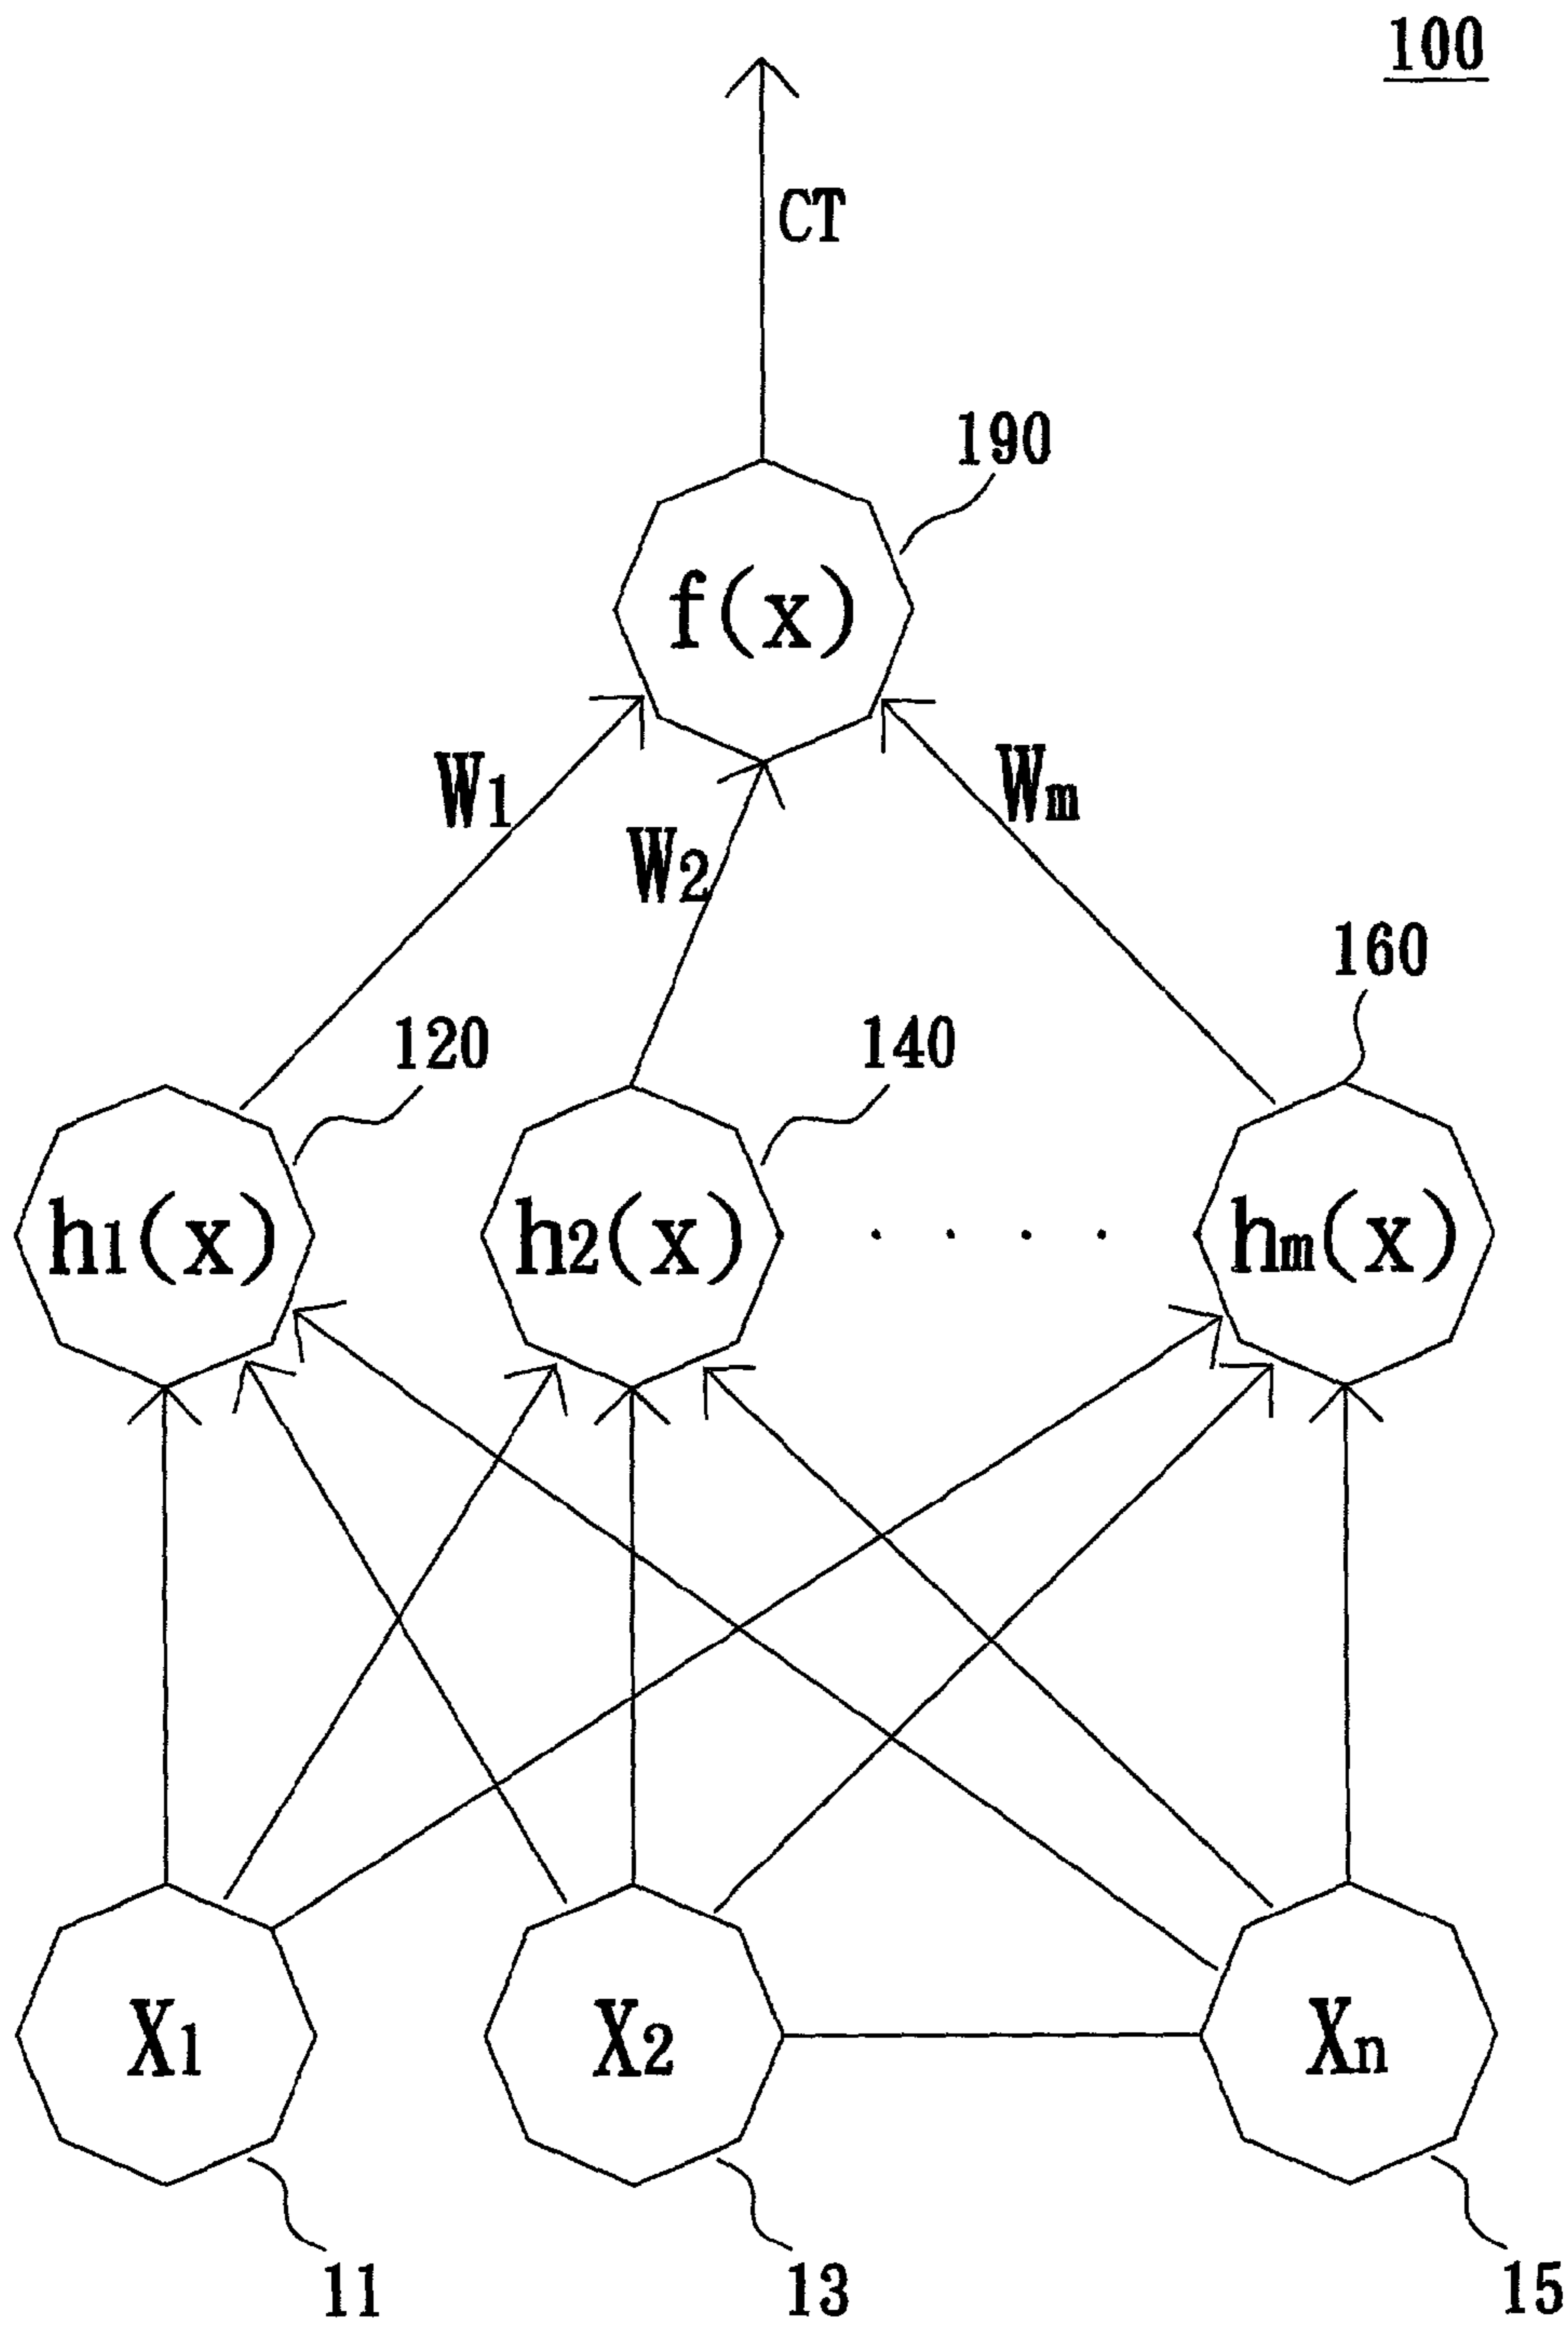 100
CT
190
f(x)
W1
Wm
W2
160
120
140
h1(x)
h2(x)
hm(x)
X1
X2
Xn
11
13
15